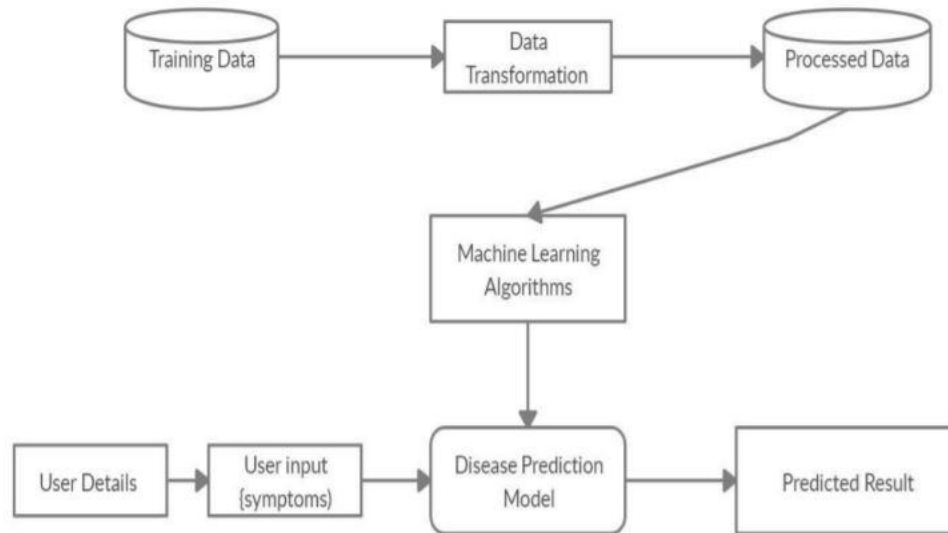 Training Data
Data
Transformation
Processed Data
Machine Learning
Algorithms
User Details
User input
{symptoms)
Disease Prediction
Model
Predicted Result